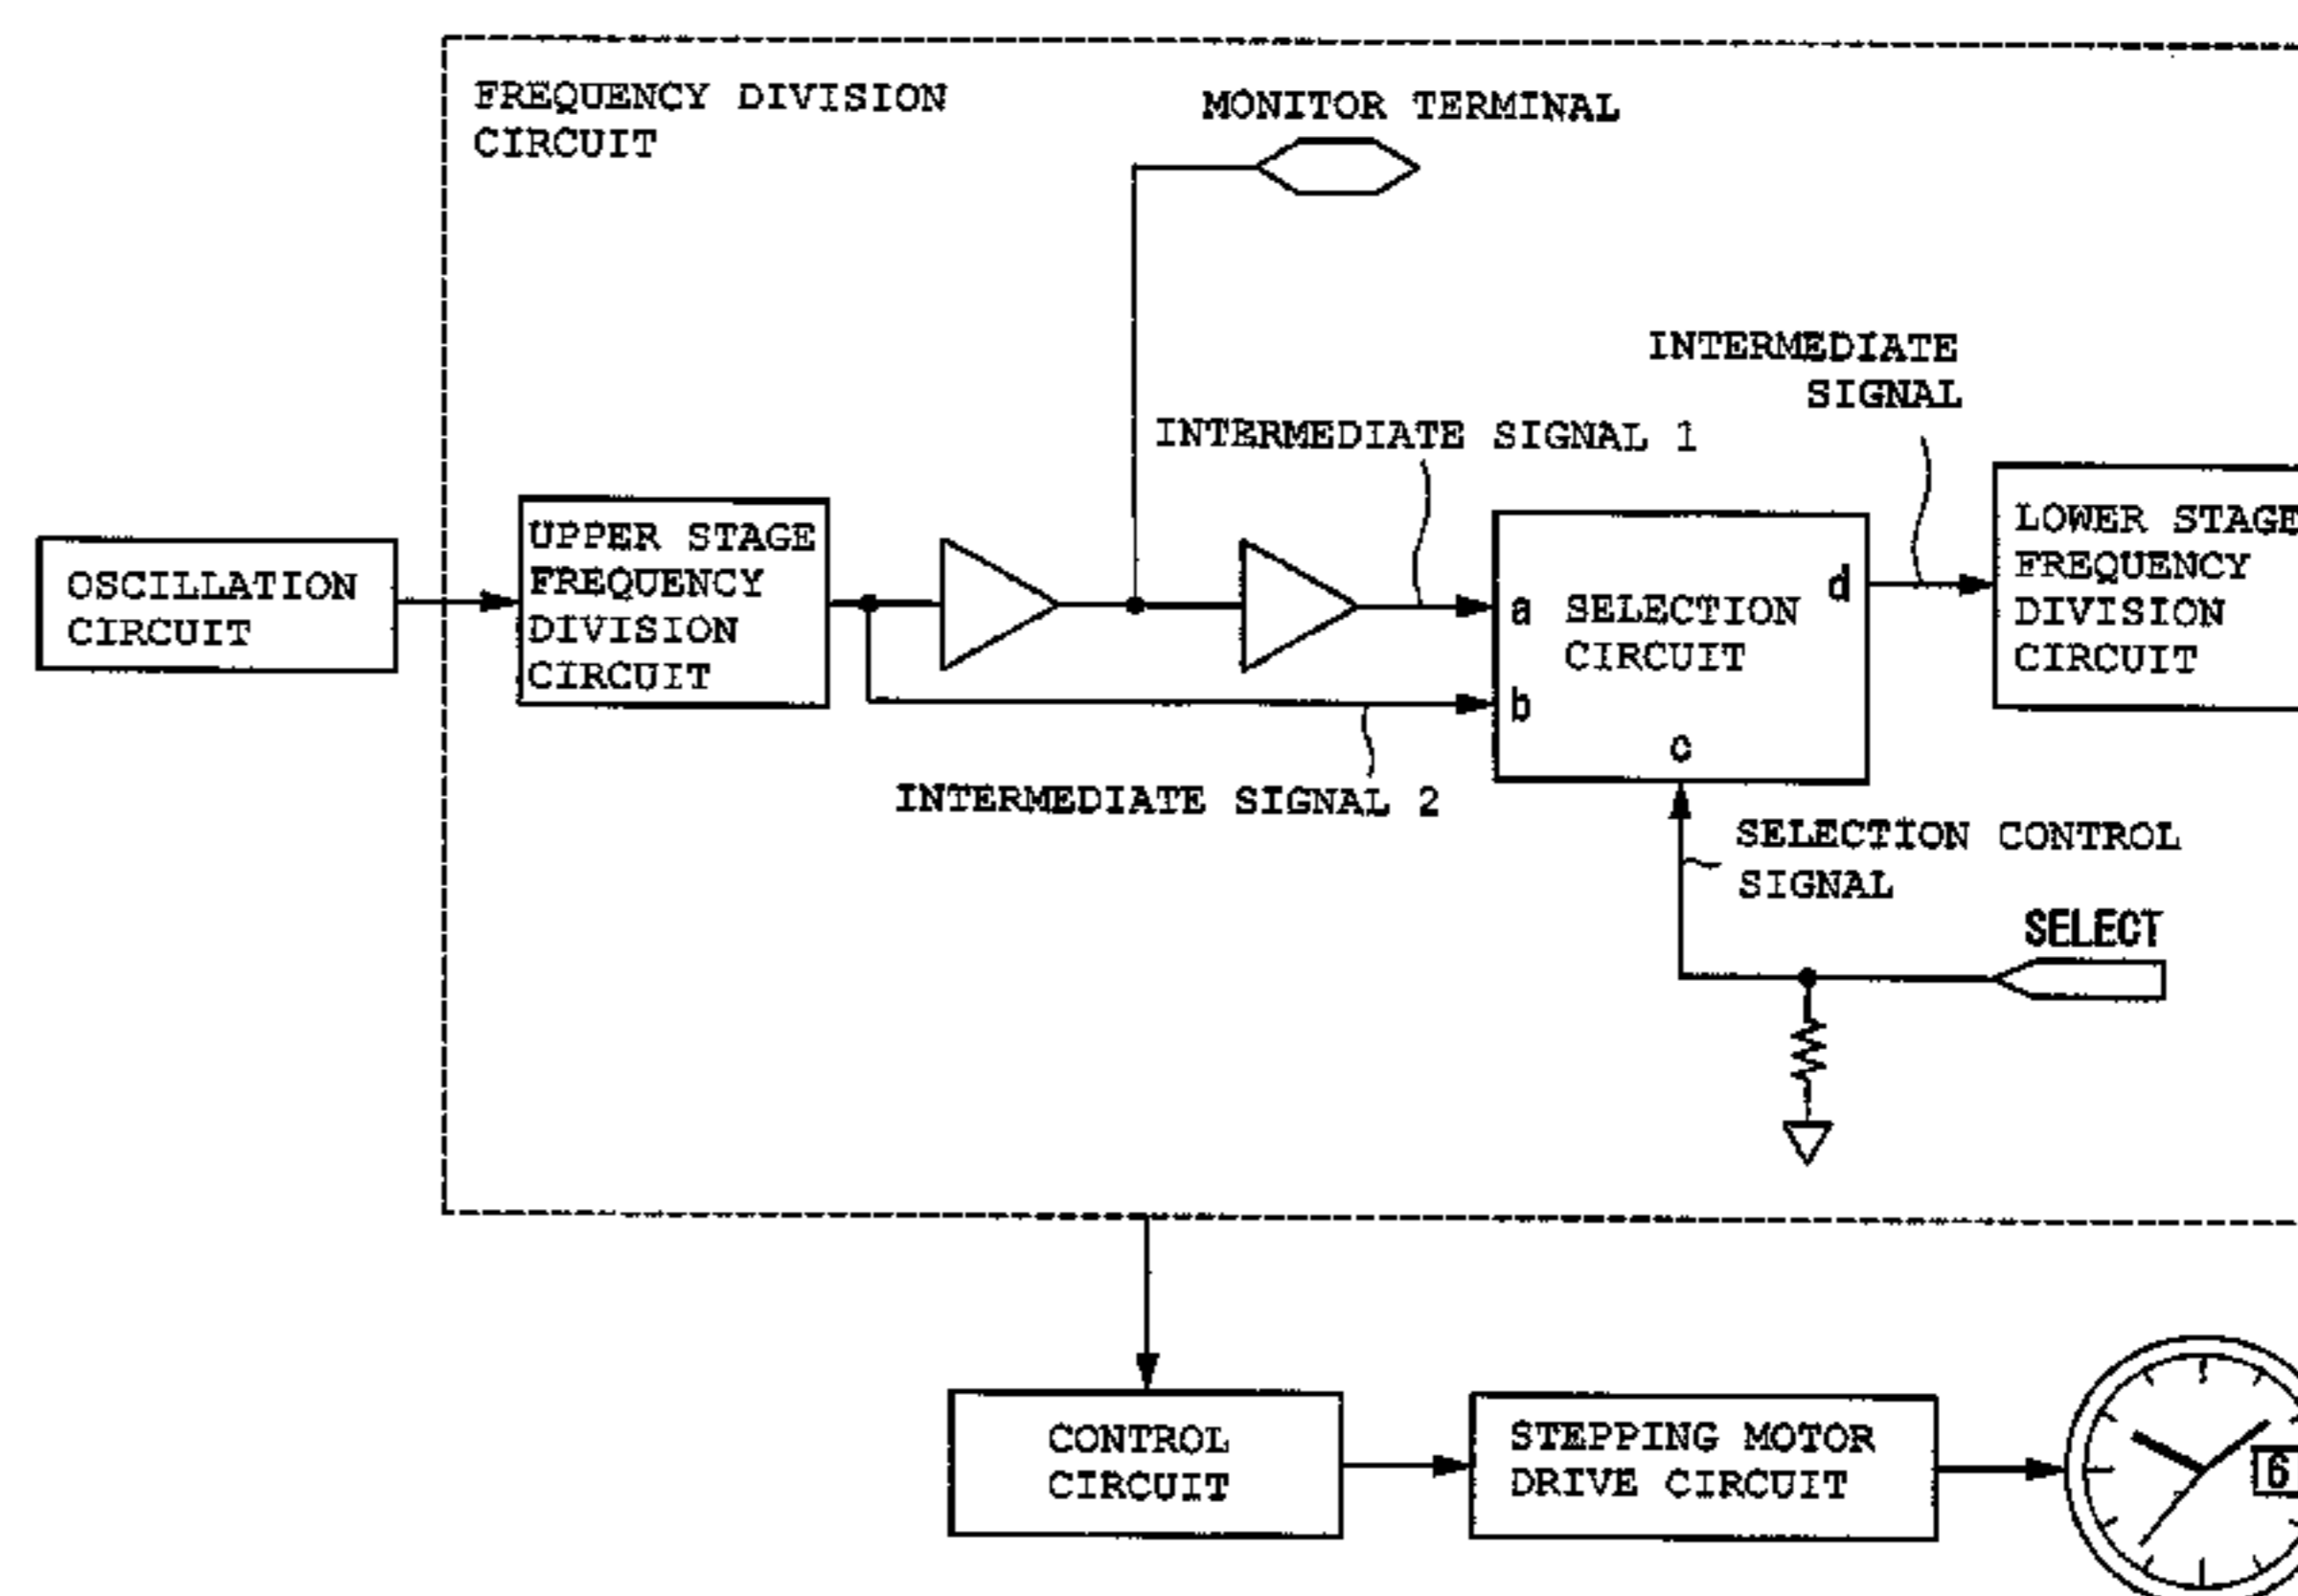 FREQUENCY DIVISION
CIRCUIT
MONITOR TERMINAL
INTERMEDIATE
SIGNAL
INTERMEDIATE SIGNAL 1
OSCILLATION
CIRCUIT
UPPER STAGE
FREQUENCY
DIVISION
CIRCUIT
a
b
c
d
SELECTION
CIRCUIT
LOWER STAGE
FREQUENCY
DIVISION
CIRCUIT
INTERMEDIATE SIGNAL 2
SELECTION CONTROL
SIGNAL
SELECT
CONTROL
CIRCUIT
STEPPING MOTOR
DRIVE CIRCUIT
6